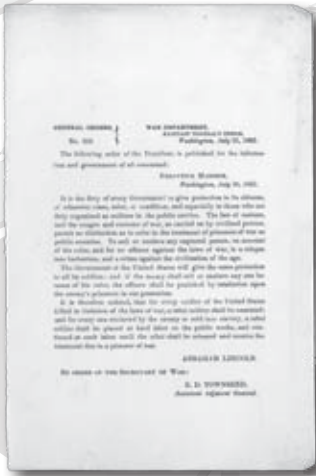 GENERAL ORDERS, WAR DEPARTMENT,
ADJUTANT GENERAL'S OFFICE,
No. 252 Washington, July 31, 1863.
The following order of the President is published for the informa-
tion and government of all concerned:
EXECUTIVE MANSION,
Washington, July 30, 1863.
It is the duty of every Government to give protection to its citizens,
of whatever class, color, or condition, and especially to those who are
duly organized as soldiers in the public service. The law of nations,
and the usages and customs of war, as carried on by civilized powers,
permit no distinction as to color in the treatment of prisoners of war as
public enemies. To sell or enslave any captured person, on account
of his color, and for no offence against the laws of war, is a relapse
into barbarism, and a crime against the civilization of the age.
The Government of the United States will give the same protection
to all its soldiers; and if the enemy shall sell or enslave any one be-
cause of his color, the offence shall be punished by retaliation upon
the enemy's prisoners in our possession.
It is therefore ordered, that for every soldier of the United States
killed in violation of the laws of war, a rebel soldier shall be executed;
and for every one enslaved by the enemy or sold into slavery, a rebel
soldier shall be placed at hard labor on the public works, and con-
tinued at such labor until the other shall be released and receive the
treatment due to a prisoner of war.
ABRAHAM LINCOLN.
BY ORDER OF THE SECRETARY OF WAR:
E. D. TOWNSEND,
Assistant Adjutant General.